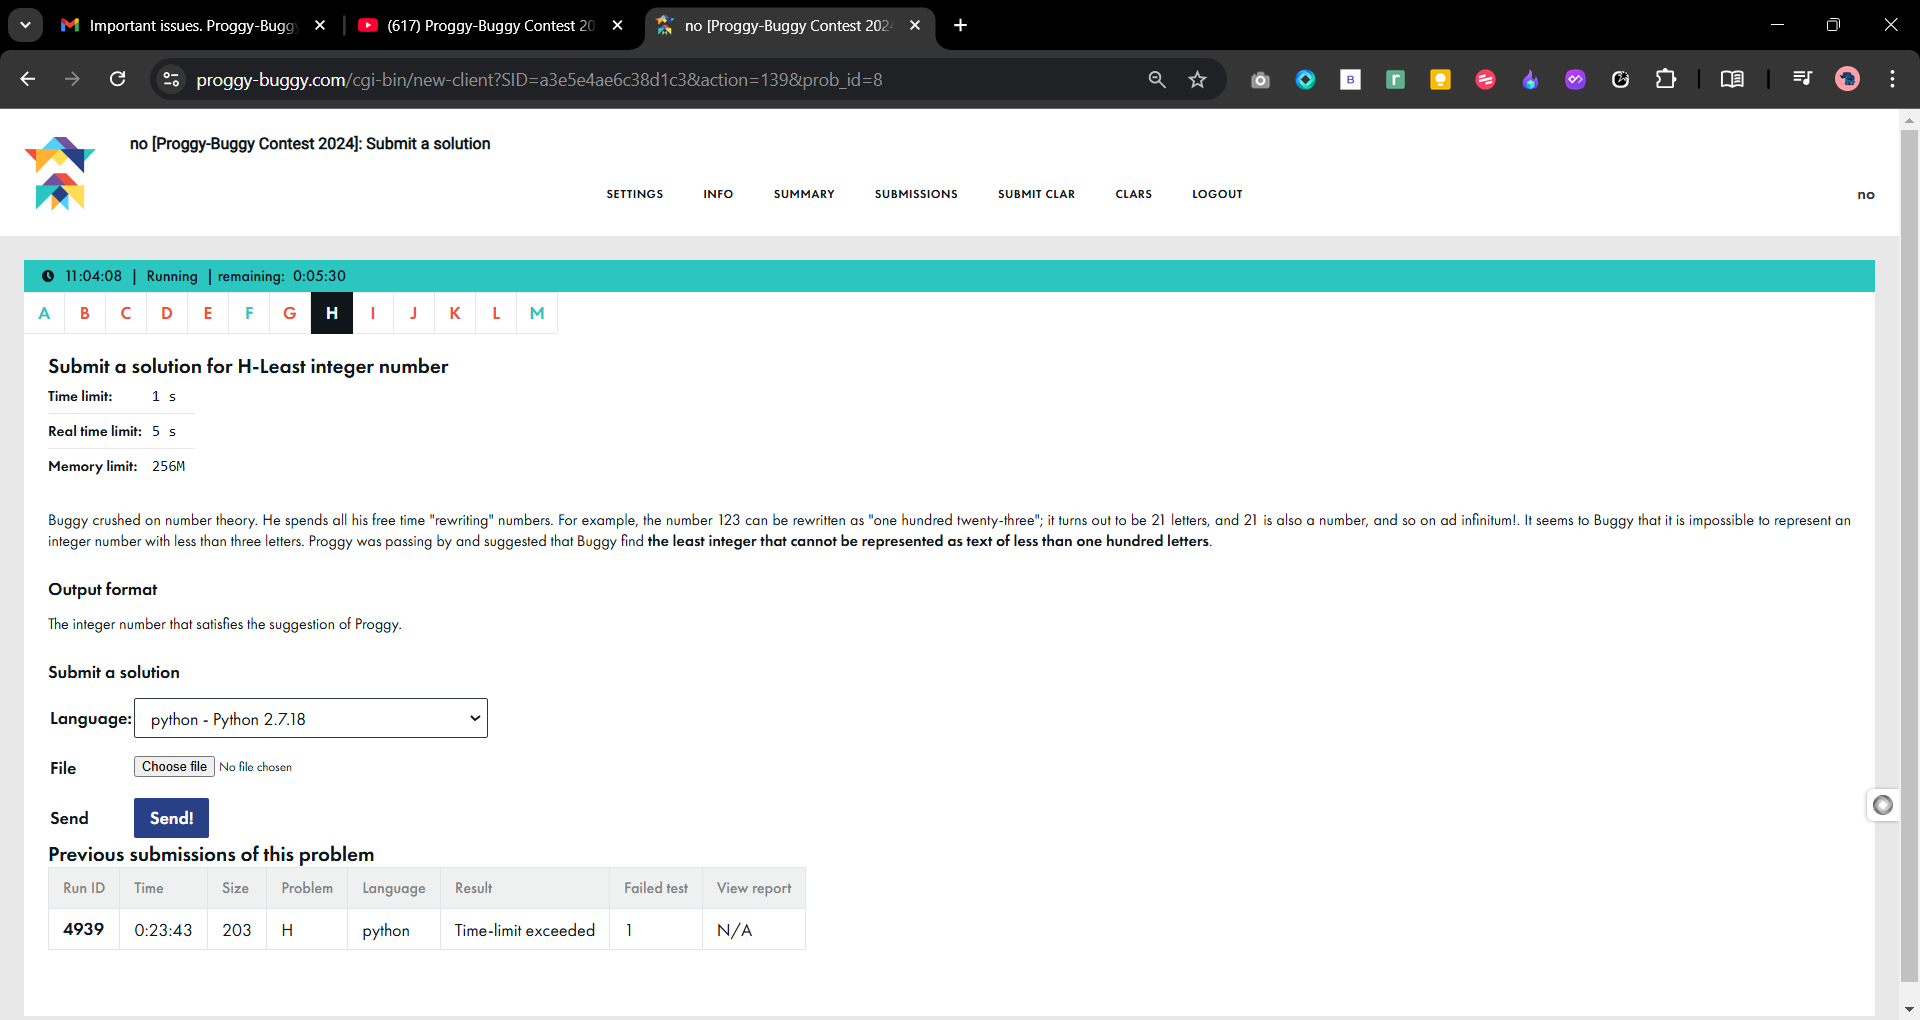 Important issues. Proggy-Bugg
(617) Proggy-Buggy Contest 20
no [Proggy-Buggy Contest 202
proggy-buggy.com/cgi-bin/new-client?SID=a3e5e4ae6c38d1c3&action=139&prob_id=8
no [Proggy-Buggy Contest 2024]: Submit a solution
SETTINGS INFO SUMMARY SUBMISSIONS SUBMIT CLAR CLARS LOGOUT no
11:04:08 | Running | remaining: 0:05:30
A B C D E F G H I J K L M
Submit a solution for H-Least integer number
Time limit: 1 s
Real time limit: 5 s
Memory limit: 256M
Buggy crushed on number theory. He spends all his free time "rewriting" numbers. For example, the number 123 can be rewritten as "one hundred twenty-three"; it turns out to be 21 letters, and 21 is also a number, and so on ad infinitum!. It seems to Buggy that it is impossible to represent an
integer number with less than three letters. Proggy was passing by and suggested that Buggy find the least integer that cannot be represented as text of less than one hundred letters.
Output format
The integer number that satisfies the suggestion of Proggy.
Submit a solution
Language: python - Python 2.7.18
File Choose file No file chosen
Send Send!
Previous submissions of this problem
Run ID Time Size Problem Language Result Failed test View report
4939 0:23:43 203 H python Time-limit exceeded 1 N/A